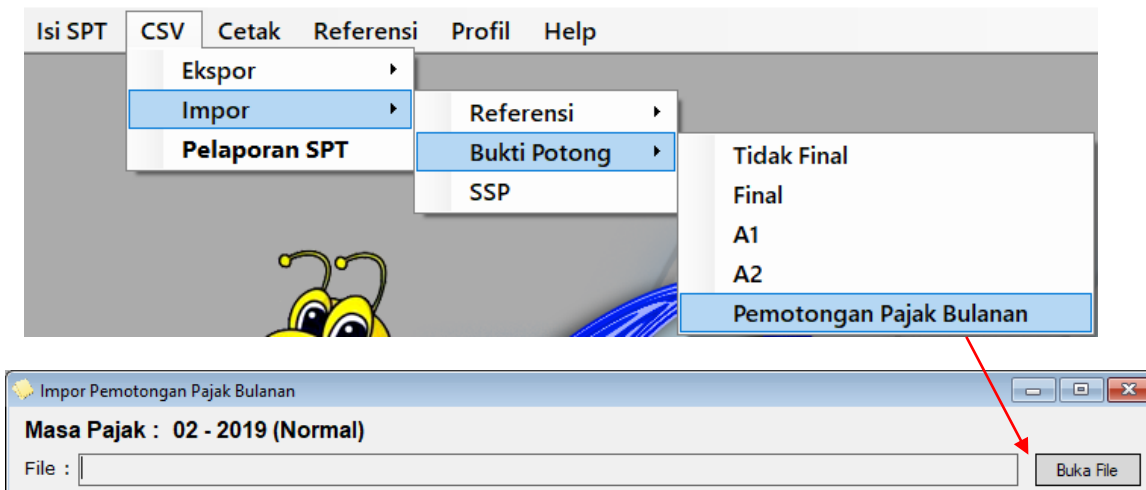 Isi SPT CSV Cetak Referensi Profil Help
Ekspor
Impor
Pelaporan SPT
Referensi
Bukti Potong
SSP
Tidak Final
Final
A1
A2
Pemotongan Pajak Bulanan
Impor Pemotongan Pajak Bulanan
Masa Pajak : 02 - 2019 (Normal)
File : Buka File